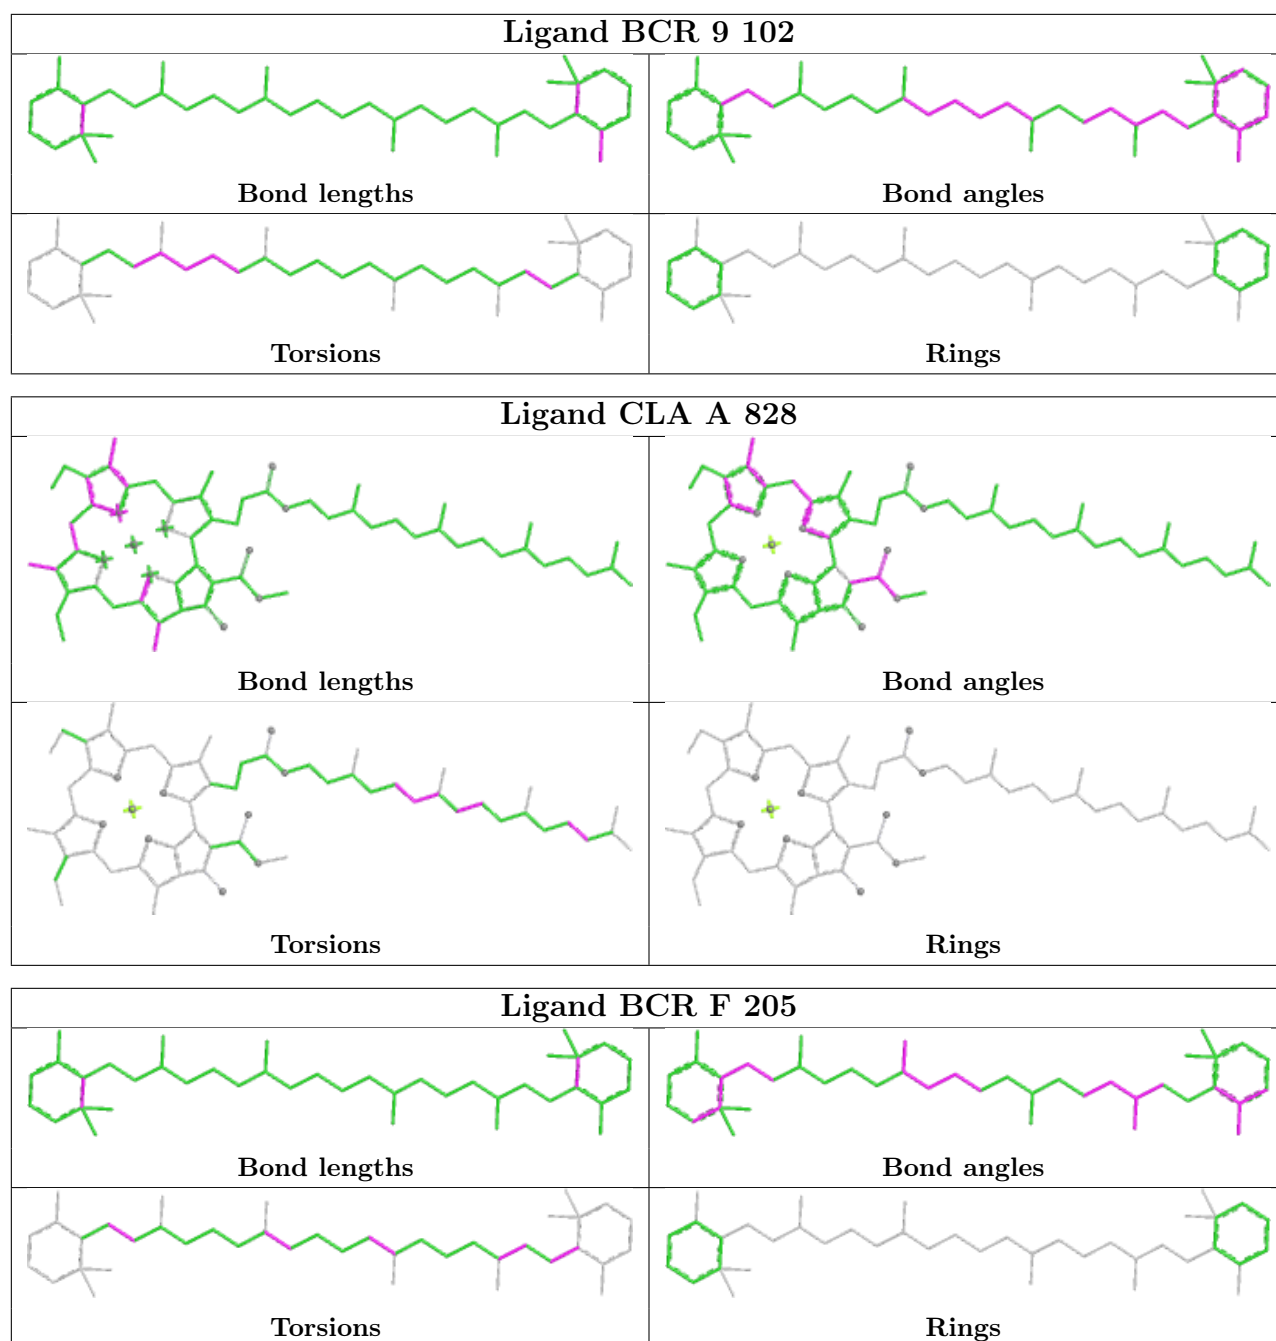 Ligand BCR 9 102
Bond lengths
Bond angles
Torsions
Rings
Ligand CLA A 828
Bond lengths
Bond angles
Torsions
Rings
Ligand BCR F 205
Bond lengths
Bond angles
Torsions
Rings